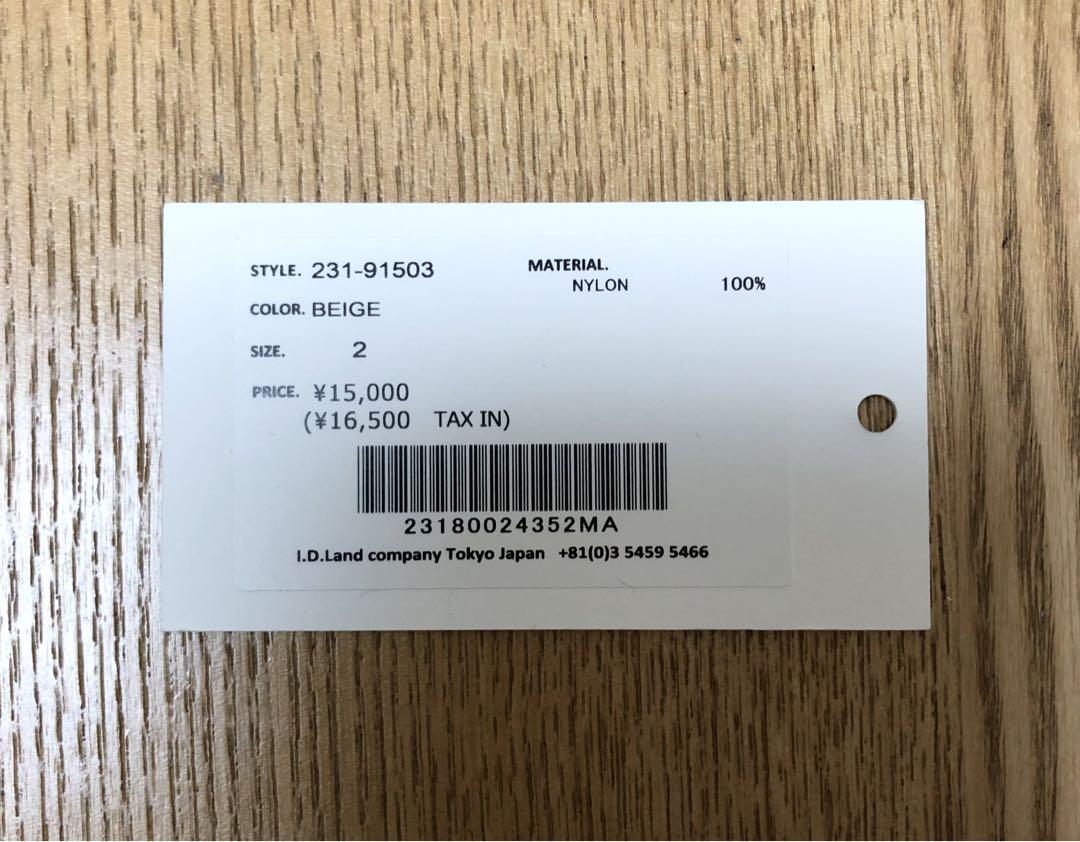 STYLE. 231-91503
MATERIAL.
NYLON 100%
COLOR. BEIGE
SIZE. 2
PRICE. ¥15,000
(¥16,500 TAX IN)
23180024352MA
I.D.Land company Tokyo Japan +81(0)3 5459 5466